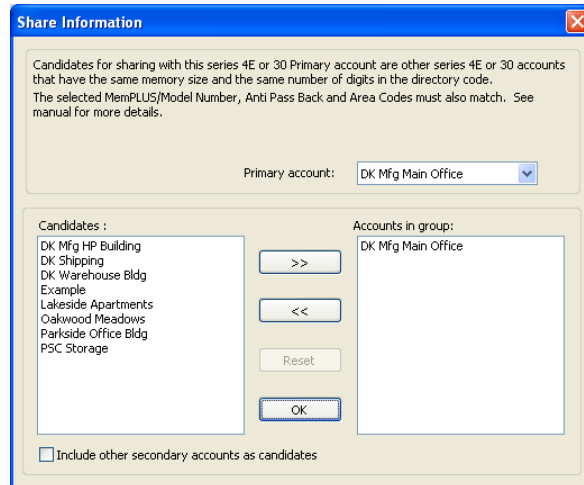 Share Information
Candidates for sharing with this series 4E or 30 Primary account are other series 4E or 30 accounts
that have the same memory size and the same number of digits in the directory code.
The selected MemPLUS/Model Number, Anti Pass Back and Area Codes must also match.  See
manual for more details.
Primary account: DK Mfg Main Office
Candidates :
DK Mfg HP Building
DK Shipping
DK Warehouse Bldg
Example
Lakeside Apartments
Oakwood Meadows
Parkside Office Bldg
PSC Storage
>>
<<
Reset
OK
Accounts in group:
DK Mfg Main Office
Include other secondary accounts as candidates